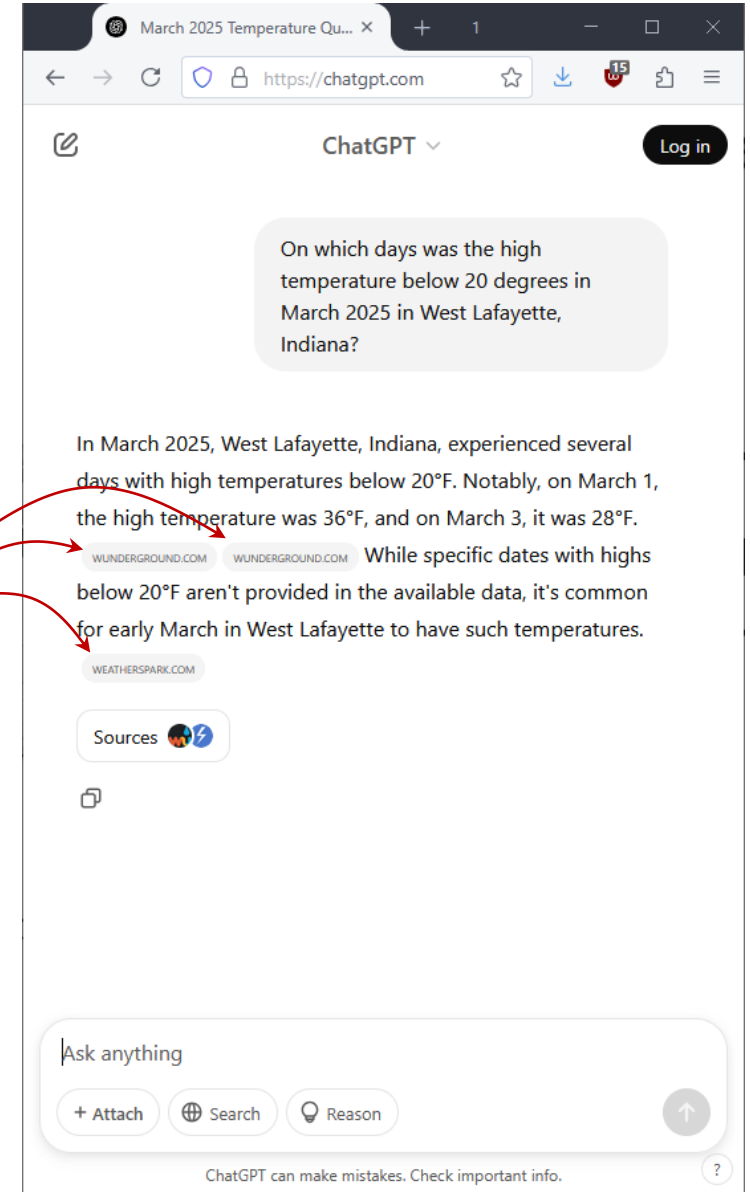 March 2025 Temperature Qu...
1
https://chatgpt.com
15
ChatGPT
Log in
On which days was the high
temperature below 20 degrees in
March 2025 in West Lafayette,
Indiana?
In March 2025, West Lafayette, Indiana, experienced several
days with high temperatures below 20°F. Notably, on March 1,
the high temperature was 36°F, and on March 3, it was 28°F.
WUNDERGROUND.COM WUNDERGROUND.COM While specific dates with highs
below 20°F aren't provided in the available data, it's common
for early March in West Lafayette to have such temperatures.
WEATHERSPARK.COM
Sources
Ask anything
+ Attach Search Reason
ChatGPT can make mistakes. Check important info.
?